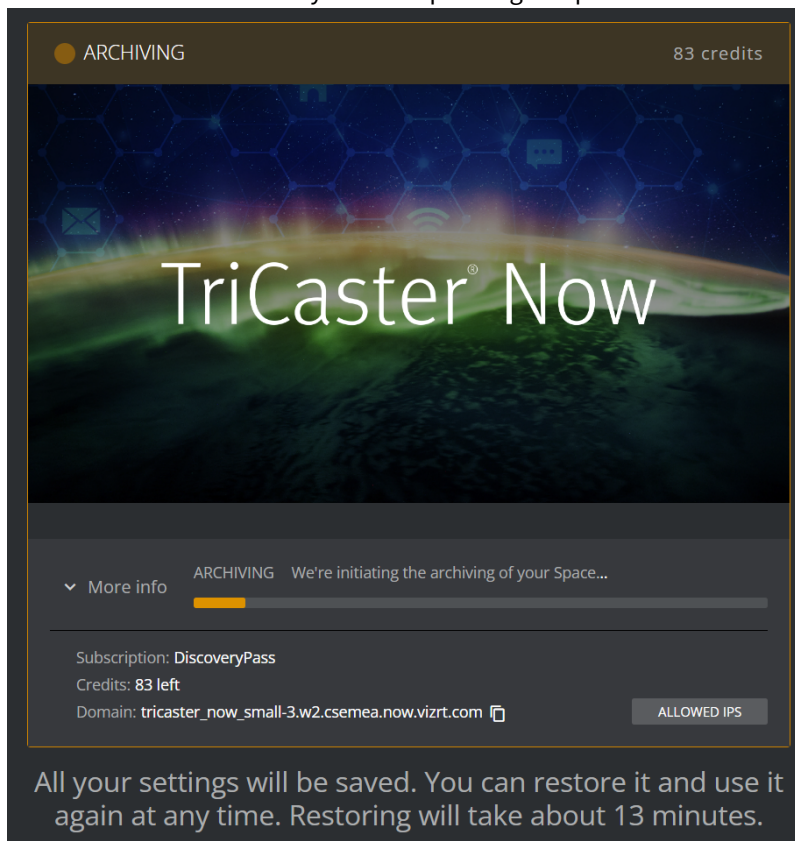 ARCHIVING 83 credits
TriCaster® Now
ARCHIVING We're initiating the archiving of your Space...
More info
Subscription: DiscoveryPass
Credits: 83 left
Domain: tricaster_now_small-3.w2.csemea.now.vizrt.com
ALLOWED IPS
All your settings will be saved. You can restore it and use it
again at any time. Restoring will take about 13 minutes.